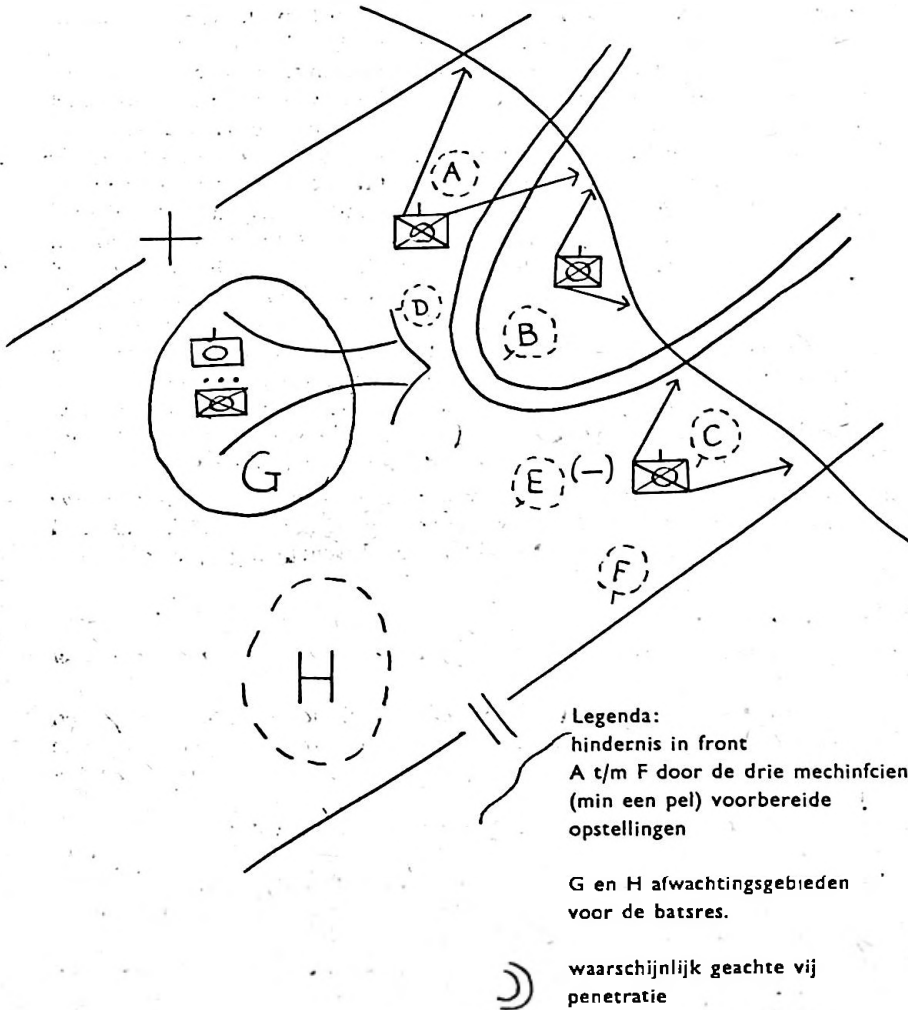 A
D
B
G
E (–)
C
F
H
Legenda:
hindernis in front
A t/m F door de drie mechinfcien
(min een pel) voorbereide
opstellingen
G en H afwachtingsgebieden
voor de batsres.
waarschijnlijk geachte vij
penetratie